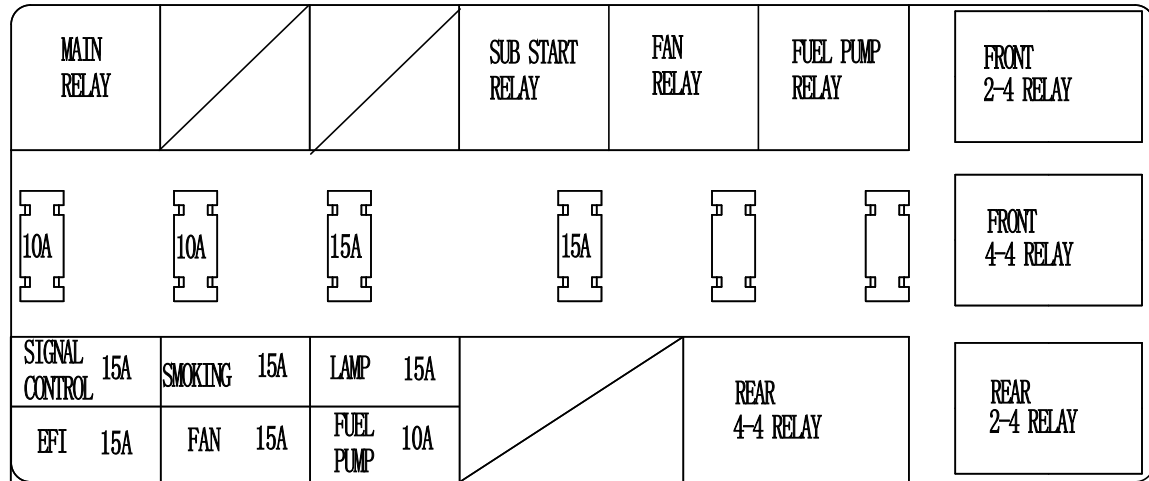 MAIN
RELAY
SUB START
RELAY
FAN
RELAY
FUEL PUMP
RELAY
FRONT
2-4 RELAY
10A
10A
15A
15A
FRONT
4-4 RELAY
SIGNAL
CONTROL
15A
SMOKING
15A
LAMP
15A
EFI
15A
FAN
15A
FUEL
PUMP
10A
REAR
4-4 RELAY
REAR
2-4 RELAY